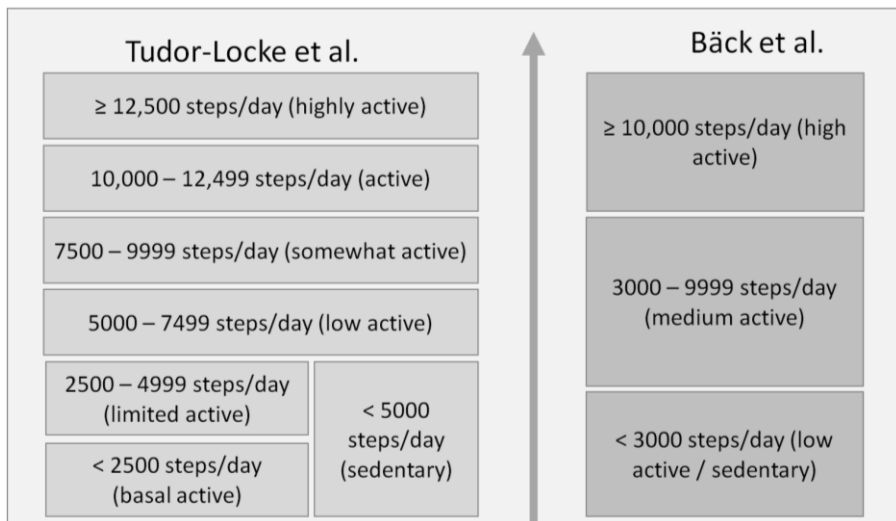 Tudor-Locke et al.
≥ 12,500 steps/day (highly active)
10,000 – 12,499 steps/day (active)
7500 – 9999 steps/day (somewhat active)
5000 – 7499 steps/day (low active)
2500 – 4999 steps/day
(limited active)
< 2500 steps/day
(basal active)
< 5000
steps/day
(sedentary)
Bäck et al.
≥ 10,000 steps/day (high
active)
3000 – 9999 steps/day
(medium active)
< 3000 steps/day (low
active / sedentary)